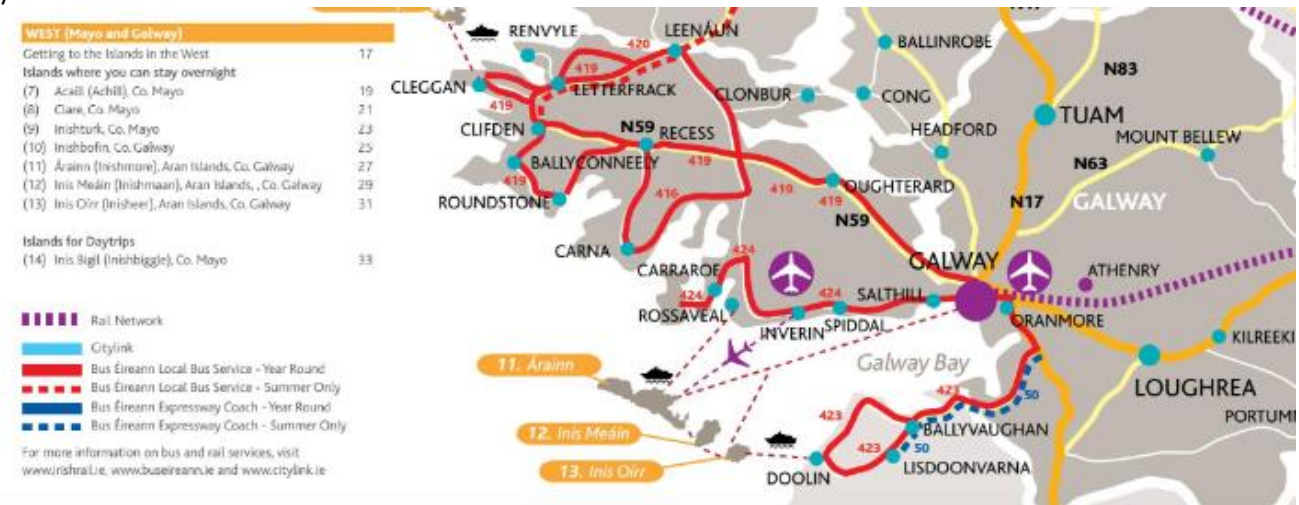 WEST (Mayo and Galway)
Getting to the Islands in the West 17
Islands where you can stay overnight
(7) Acaill (Achill), Co. Mayo 19
(8) Clare, Co. Mayo 21
(9) Inishturk, Co. Mayo 23
(10) Inishbofin, Co. Galway 25
(11) Árainn (Inishmore), Aran Islands, Co. Galway 27
(12) Inis Meáin (Inishmaan), Aran Islands, , Co. Galway 29
(13) Inis Oírr (Inisheer), Aran Islands, Co. Galway 31
Islands for Daytrips
(14) Inis Bigil (Inishbiggle), Co. Mayo 33
Rail Network
Citylink
Bus Éireann Local Bus Service - Year Round
Bus Éireann Local Bus Service - Summer Only
Bus Éireann Expressway Coach - Year Round
Bus Éireann Expressway Coach - Summer Only
For more information on bus and rail services, visit
www.irishrail.ie, www.buseireann.ie and www.citylink.ie
RENVYLE
LEENÁUN
420
419
BALLINROBE
N83
CLEGGAN
LETTERFRACK
CLONBUR
CONG
419
TUAM
CLIFDEN
N59
RECESS
HEADFORD
MOUNT BELLEW
BALLYCONNEELY
419
N63
419
416
419
OUGHTERARD
419
ROUNDSTONE
N17
GALWAY
N59
CARNA
424
GALWAY
CARRAROE
ATHENRY
424
424
SALTHILL
ROSSAVEAL
INVERIN
SPIDDAL
ORANMORE
KILREEKI
11. Árainn
Galway Bay
LOUGHREA
423
50
423
PORTUMN
12. Inis Meáin
BALLYVAUGHAN
423
50
13. Inis Oírr
DOOLIN
LISDOONVARNA